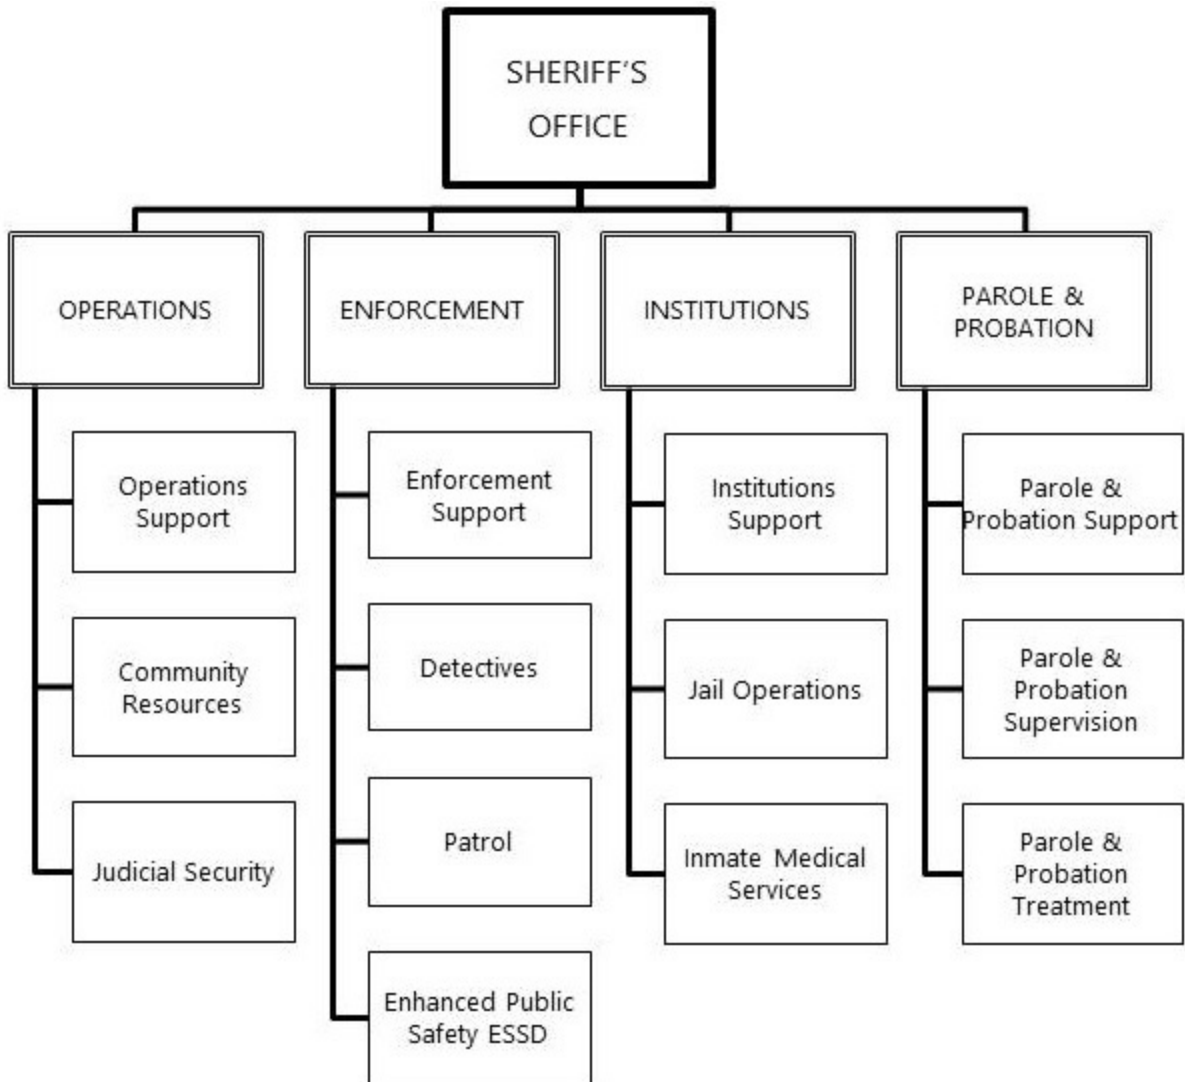 SHERIFF'S
OFFICE
OPERATIONS
ENFORCEMENT
INSTITUTIONS
PAROLE &
PROBATION
Operations
Support
Community
Resources
Judicial Security
Enforcement
Support
Detectives
Patrol
Enhanced Public
Safety ESSD
Institutions
Support
Jail Operations
Inmate Medical
Services
Parole &
Probation Support
Parole &
Probation
Supervision
Parole &
Probation
Treatment